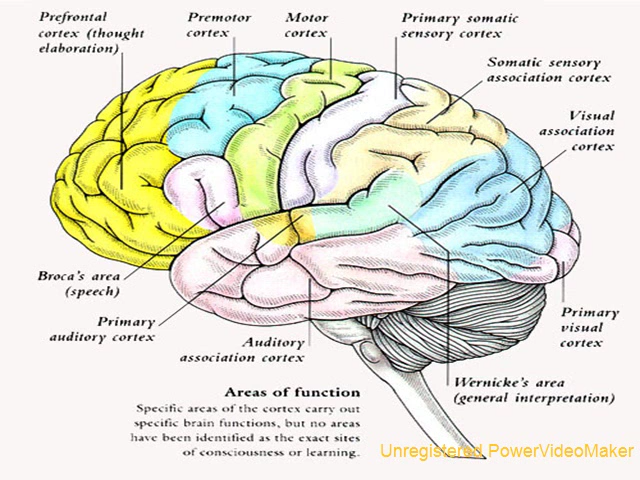 Prefrontal
cortex (thought
elaboration)
Premotor
cortex
Motor
cortex
Primary somatic
sensory cortex
Somatic sensory
association cortex
Visual
association
cortex
Broca's area
(speech)
Primary
auditory cortex
Auditory
association cortex
Primary
visual
cortex
Wernicke's area
(general interpretation)
Areas of function
Specific areas of the cortex carry out
specific brain functions, but no areas
have been identified as the exact sites
of consciousness or learning.
Unregistered PowerVideoMaker